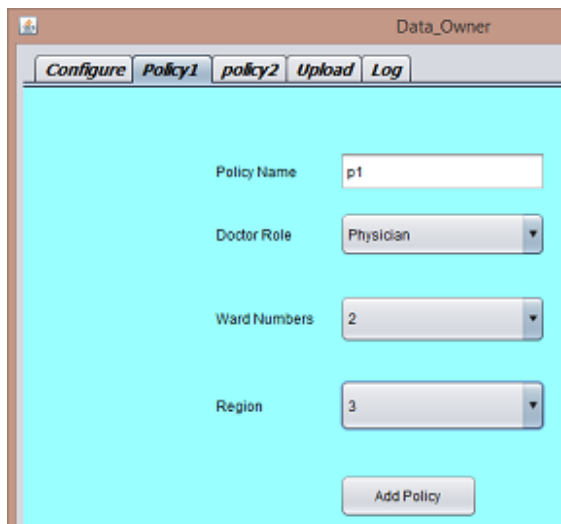 Data_Owner
Configure Policy1 policy2 Upload Log
Policy Name p1
Doctor Role Physician
Ward Numbers 2
Region 3
Add Policy